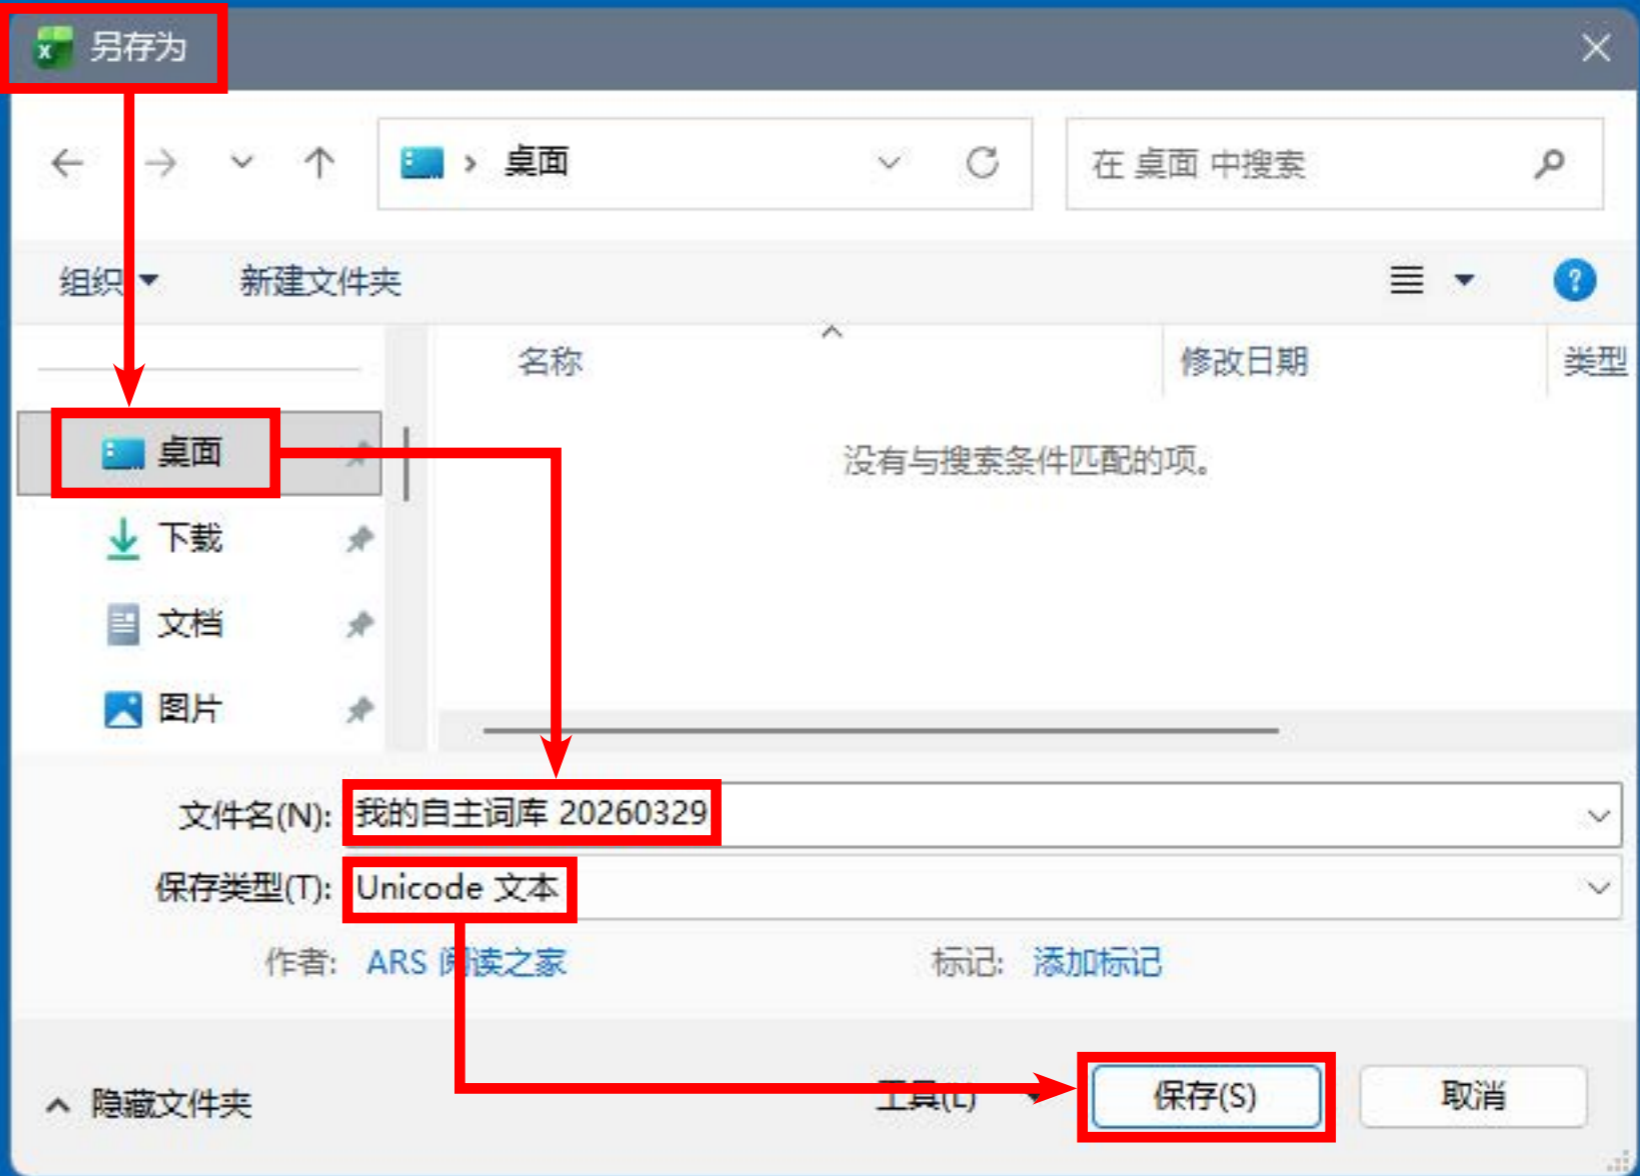 另存为
桌面
在 桌面 中搜索
组织 新建文件夹
名称 修改日期 类型
没有与搜索条件匹配的项。
桌面
下载
文档
图片
文件名(N): 我的自主词库 20260329
保存类型(T): Unicode 文本
作者: ARS 阅读之家 标记: 添加标记
隐藏文件夹 工具(L) 保存(S) 取消